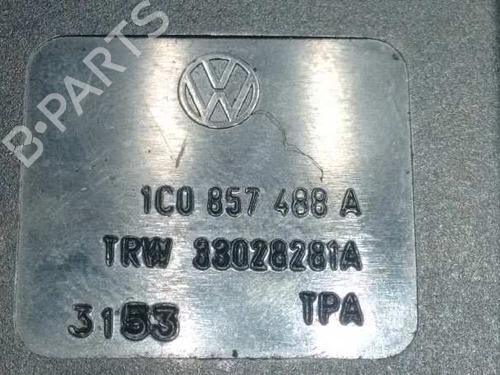 B-PARTS
1C0 857 488 A
TRW 33028281A
3153 TPA